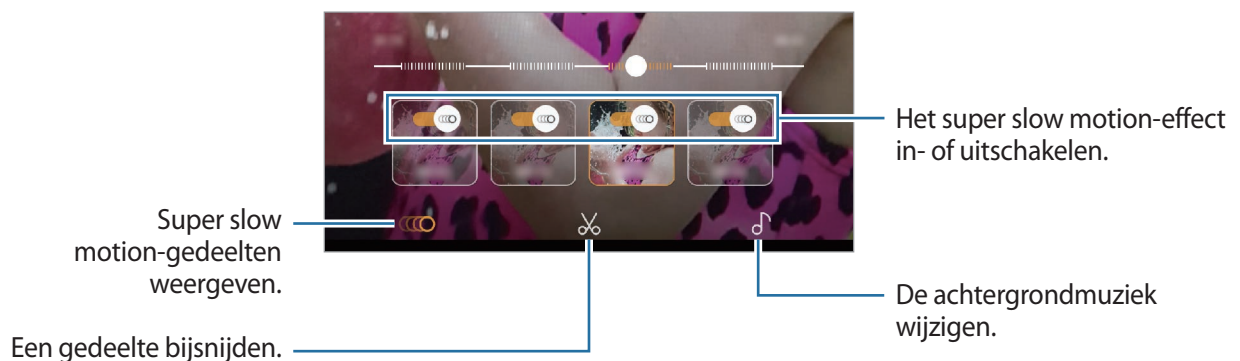 Het super slow motion-effect
in- of uitschakelen.
Super slow
motion-gedeelten
weergeven.
De achtergrondmuziek
wijzigen.
Een gedeelte bijsnijden.